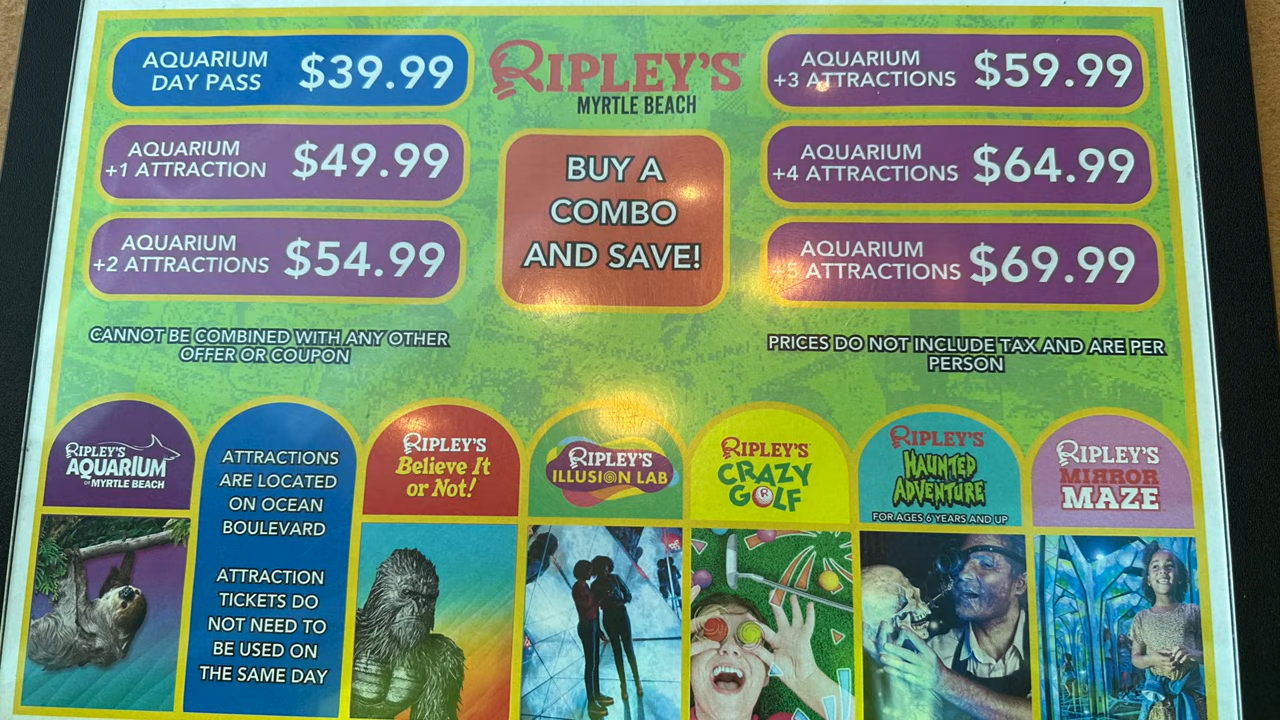 AQUARIUM
DAY PASS
$39.99
AQUARIUM
+1 ATTRACTION
$49.99
AQUARIUM
+2 ATTRACTIONS
$54.99
RIPLEY'S
MYRTLE BEACH
BUY A
COMBO
AND SAVE!
AQUARIUM
+3 ATTRACTIONS
$59.99
AQUARIUM
+4 ATTRACTIONS
$64.99
AQUARIUM
+5 ATTRACTIONS
$69.99
CANNOT BE COMBINED WITH ANY OTHER
OFFER OR COUPON
PRICES DO NOT INCLUDE TAX AND ARE PER
PERSON
RIPLEY'S
AQUARIUM
OF MYRTLE BEACH
ATTRACTIONS
ARE LOCATED
ON OCEAN
BOULEVARD
ATTRACTION
TICKETS DO
NOT NEED TO
BE USED ON
THE SAME DAY
RIPLEY'S
Believe It
or Not!
RIPLEY'S
ILLUSION LAB
RIPLEY'S
CRAZY
GOLF
R
RIPLEY'S
HAUNTED
ADVENTURE
FOR AGES 6 YEARS AND UP
RIPLEY'S
MIRROR
MAZE